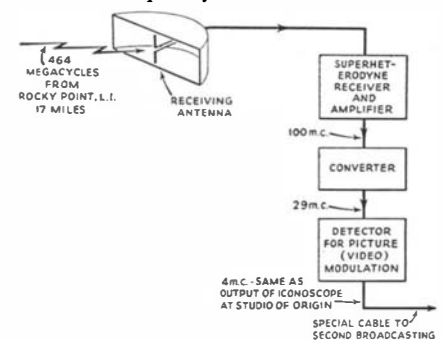 464
MEGACYCLES
FROM
ROCKY POINT, L.I.
17 MILES
RECEIVING
ANTENNA
SUPERHET-
ERODYNE
RECEIVER
AND
AMPLIFIER
100 m.c.
CONVERTER
29 m.c.
DETECTOR
FOR PICTURE
(VIDEO)
MODULATION
4 m.c. - SAME AS
OUTPUT OF ICONOSCOPE
AT STUDIO OF ORIGIN
SPECIAL CABLE TO
SECOND BROADCASTING